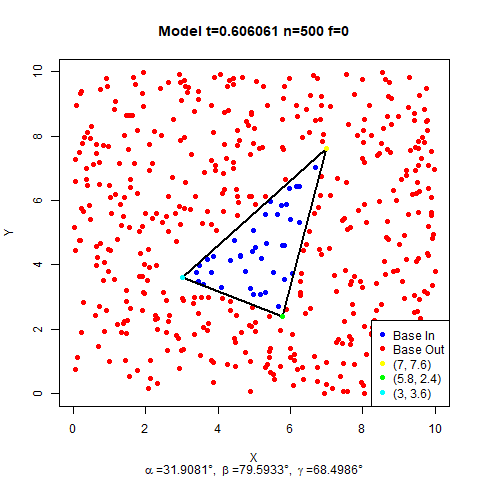 Model t=0.606061 n=500 f=0
10
8
6
4
2
0
Y
Base In
Base Out
(7, 7.6)
(5.8, 2.4)
(3, 3.6)
0 2 4 6 8 10
X
α=31.9081°, β=79.5933°, γ=68.4986°